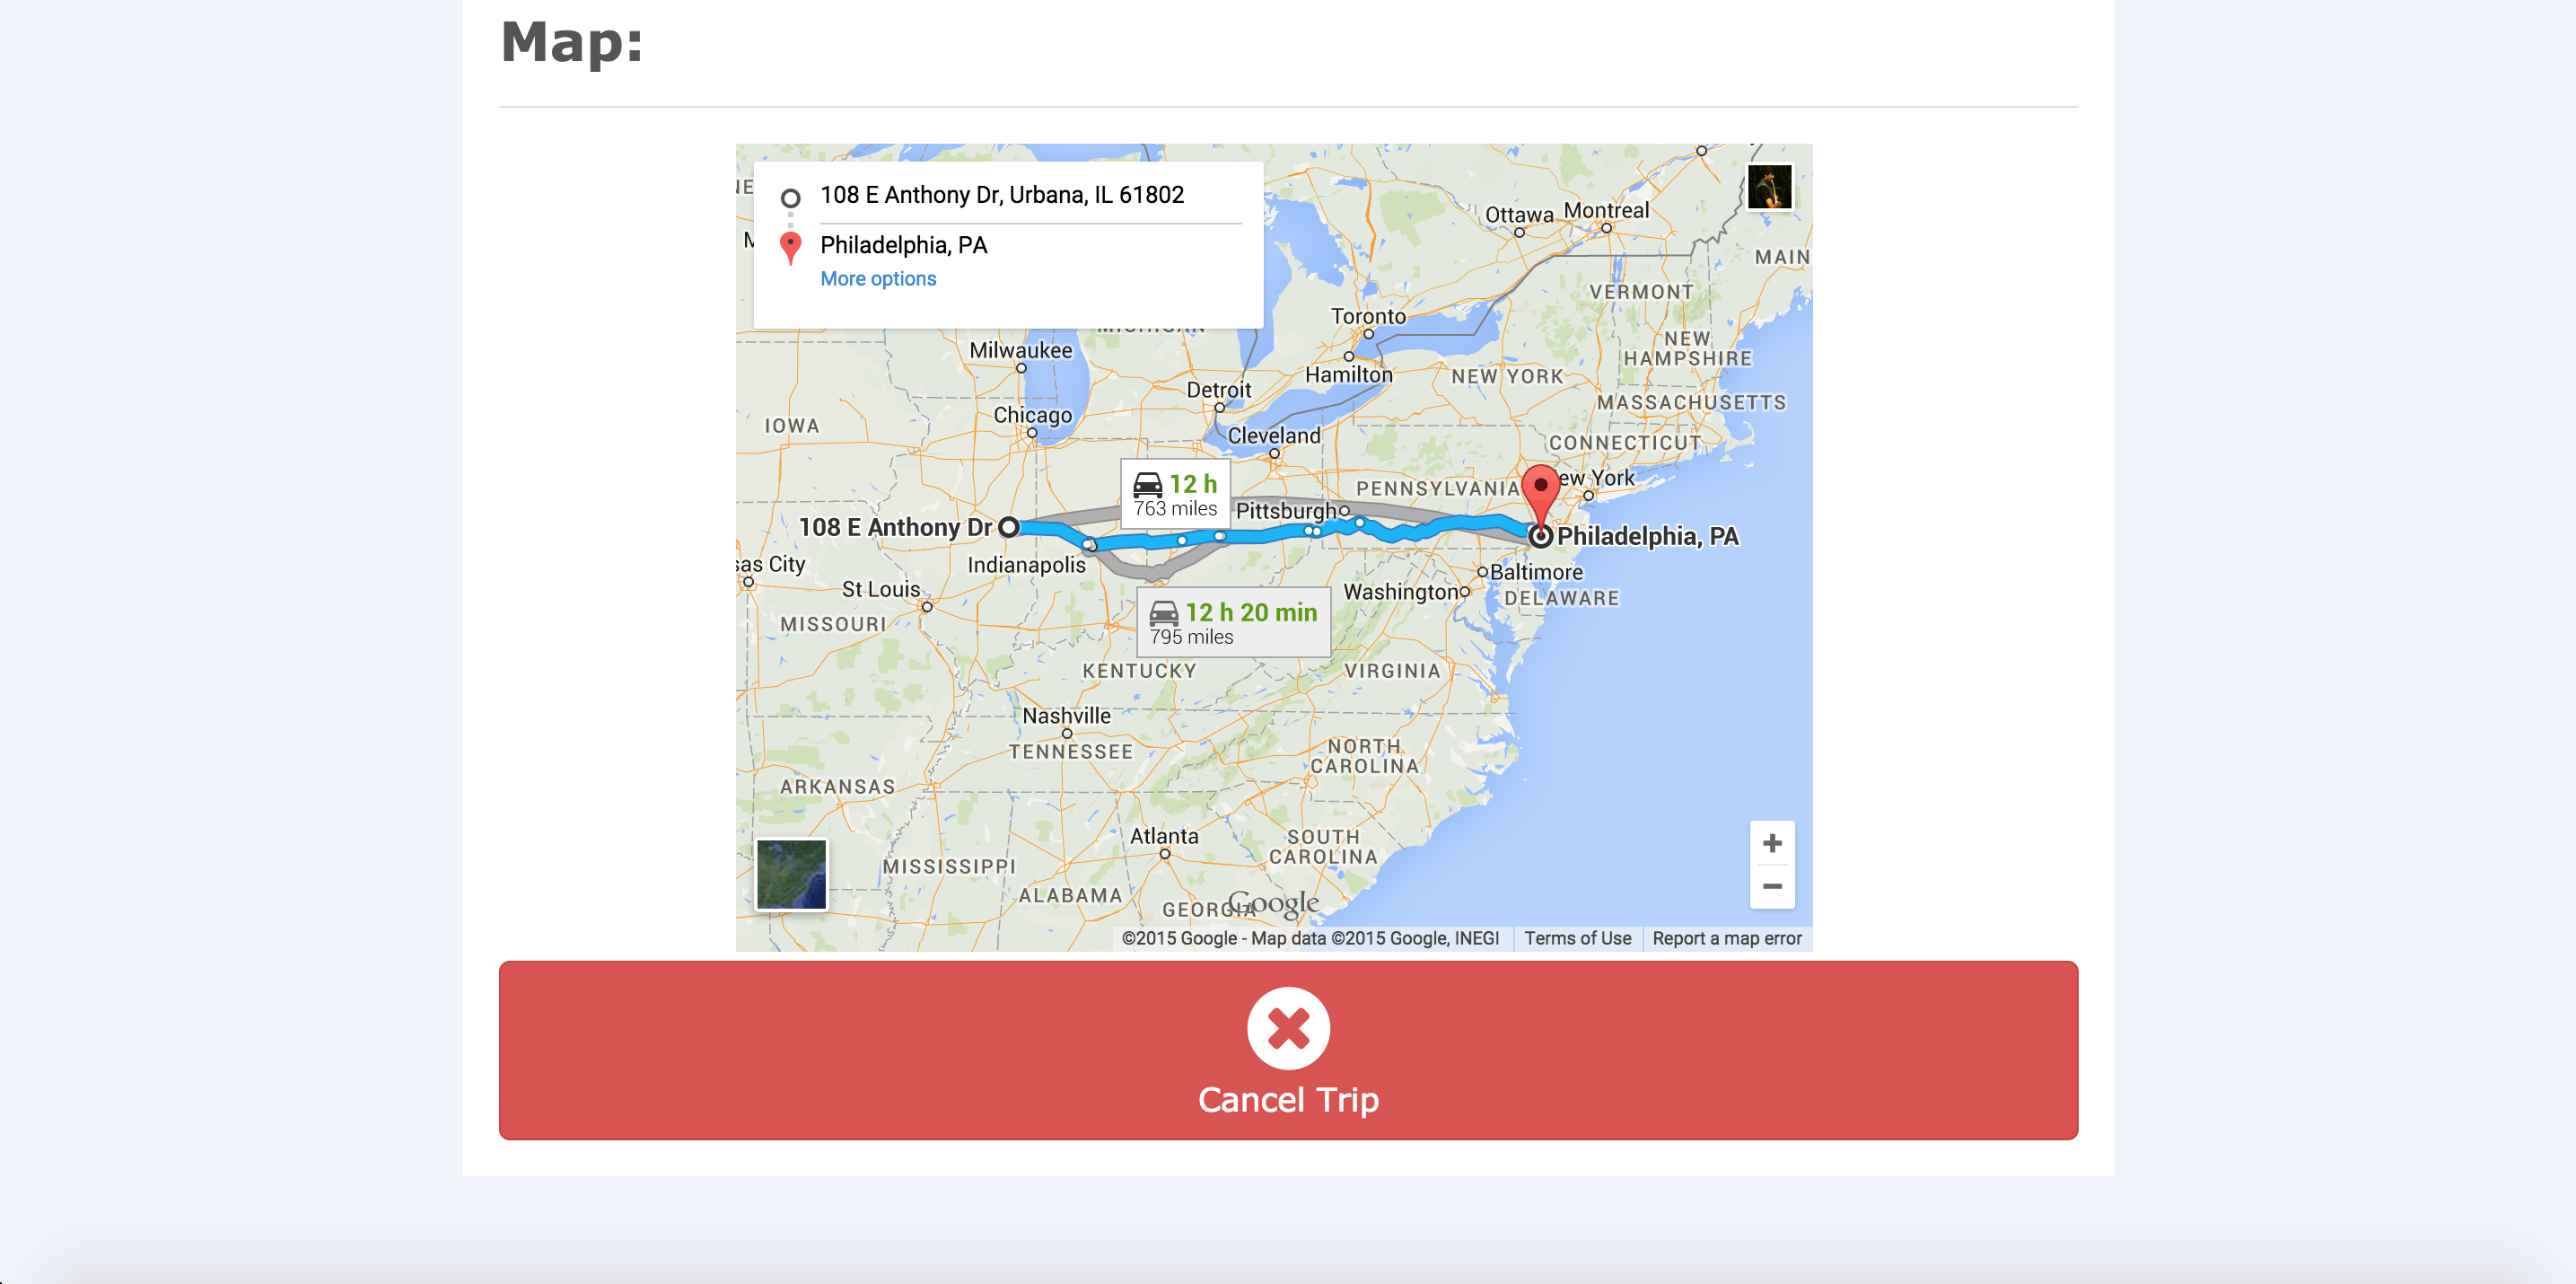 Map:
108 E Anthony Dr, Urbana, IL 61802
Philadelphia, PA
More options
Ottawa
Montreal
MAIN
VERMONT
Toronto
NEW
HAMPSHIRE
Milwaukee
Hamilton
NEW YORK
Detroit
MASSACHUSETTS
Chicago
IOWA
Cleveland
CONNECTICUT
12 h
763 miles
PENNSYLVANIA
ew York
Pittsburgh
108 E Anthony Dr
Philadelphia, PA
Indianapolis
sas City
Baltimore
St Louis
Washington
DELAWARE
12 h 20 min
795 miles
MISSOURI
KENTUCKY
VIRGINIA
Nashville
TENNESSEE
NORTH
CAROLINA
ARKANSAS
Atlanta
SOUTH
CAROLINA
MISSISSIPPI
ALABAMA
GEORGIA
Google
©2015 Google - Map data ©2015 Google, INEGI
Terms of Use
Report a map error
Cancel Trip